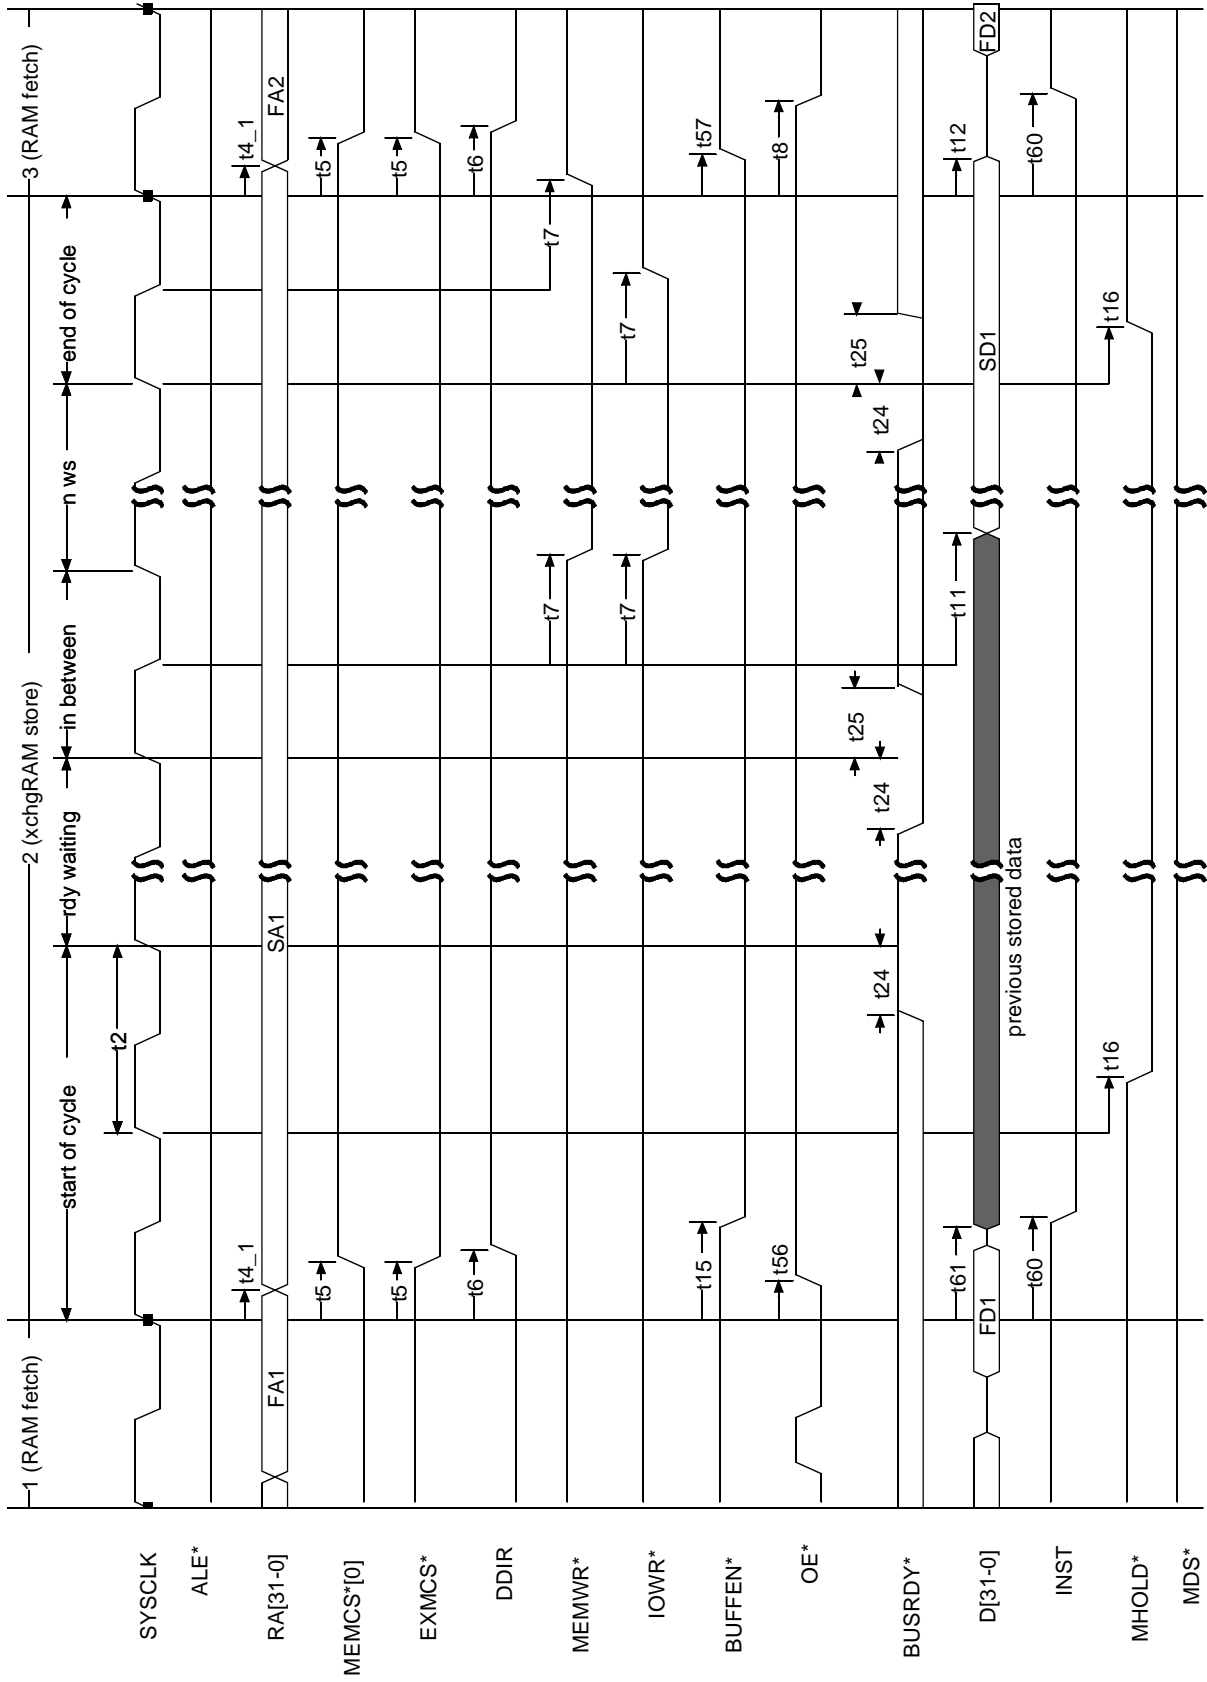 1 (RAM fetch)
2 (xchgRAM store)
3 (RAM fetch)
start of cycle
rdy waiting
in between
n ws
end of cycle
t2
SYSCLK
ALE*
t4_1
t4_1
RA[31-0]
FA1
SA1
FA2
t5
t5
MEMCS*[0]
t5
t5
EXMCS*
t6
t6
DDIR
t7
t7
MEMWR*
t7
t7
IOWR*
t15
t57
BUFFEN*
t56
t8
OE*
t24
t24
t25
t24
t25
BUSRDY*
t61
t11
t12
D[31-0]
FD1
SD1
FD2
previous stored data
t60
t60
INST
t16
t16
MHOLD*
MDS*